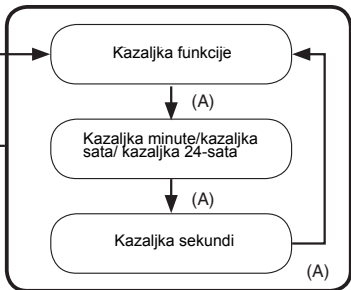 Kazaljka funkcije
(A)
Kazaljka minute/kazaljka
sata/ kazaljka 24-sata
(A)
Kazaljka sekundi
(A)